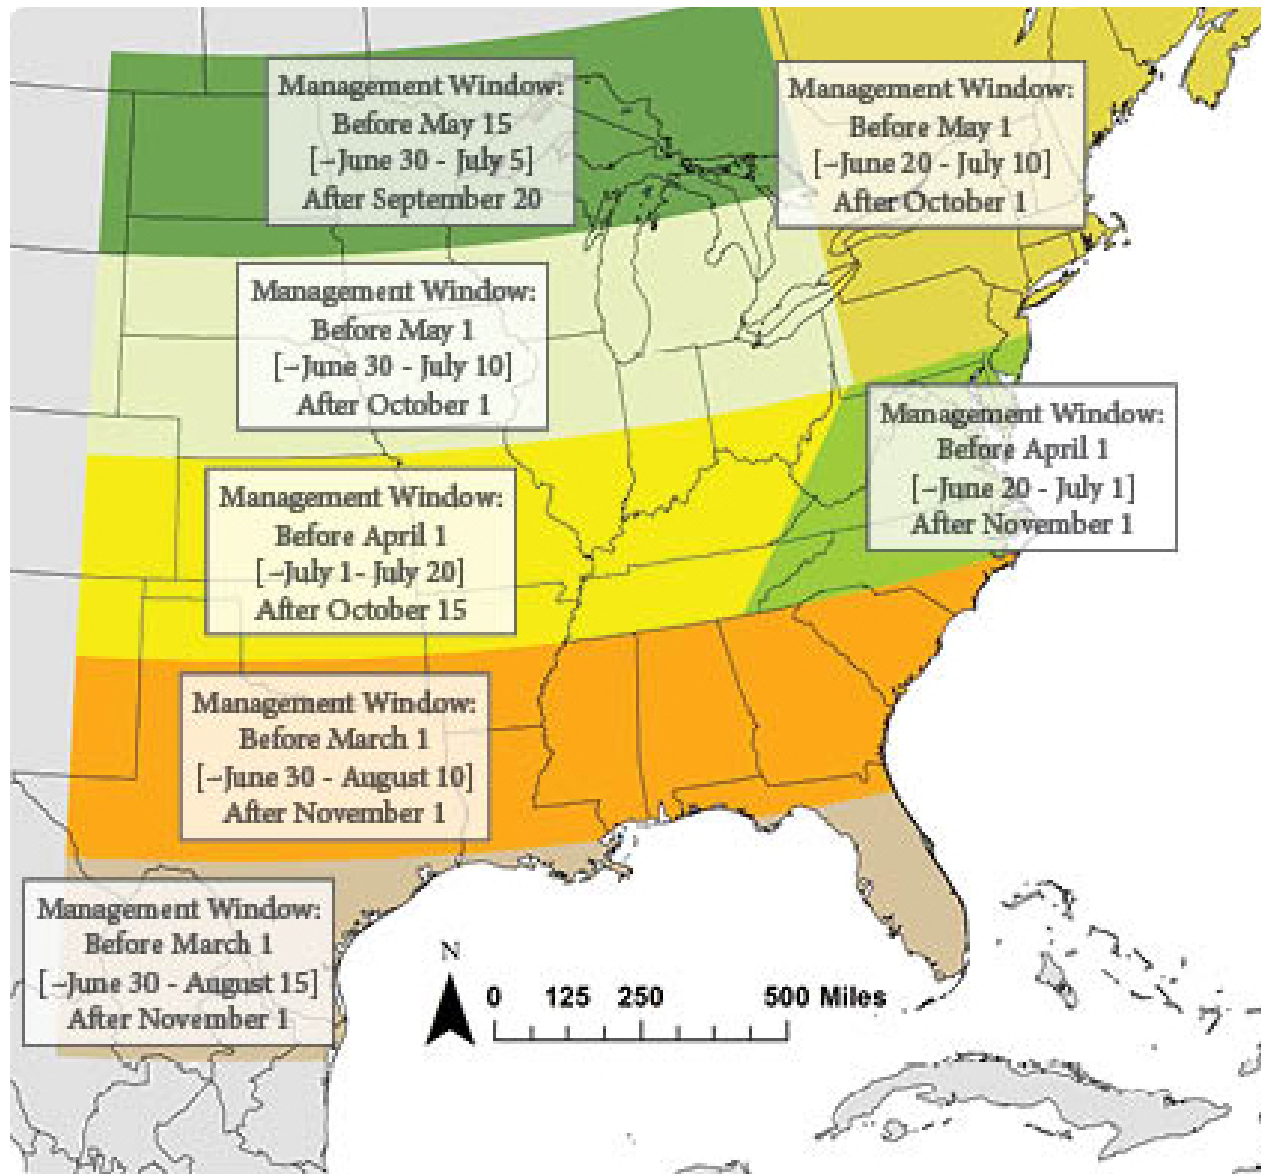 Management Window:
Before May 15
[~June 30 - July 5]
After September 20
Management Window:
Before May 1
[~June 20 - July 10]
After October 1
Management Window:
Before May 1
[~June 30 - July 10]
After October 1
Management Window:
Before April 1
[~June 20 - July 1]
After November 1
Management Window:
Before April 1
[~July 1- July 20]
After October 15
Management Window:
Before March 1
[~June 30 - August 10]
After November 1
Management Window:
Before March 1
[~June 30 - August 15]
After November 1
N
0 125 250 500 Miles